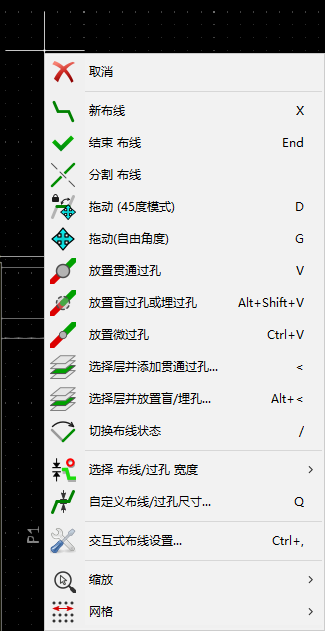 取消
新布线 X
结束 布线 End
分割 布线
拖动 (45度模式) D
拖动(自由角度) G
放置贯通过孔 V
放置盲过孔或埋过孔 Alt+Shift+V
放置微过孔 Ctrl+V
选择层并添加贯通过孔... <
选择层并放置盲/埋孔... Alt+<
切换布线状态 /
选择 布线/过孔 宽度
自定义布线/过孔尺寸... Q
交互式布线设置... Ctrl+,
缩放
网格
P1